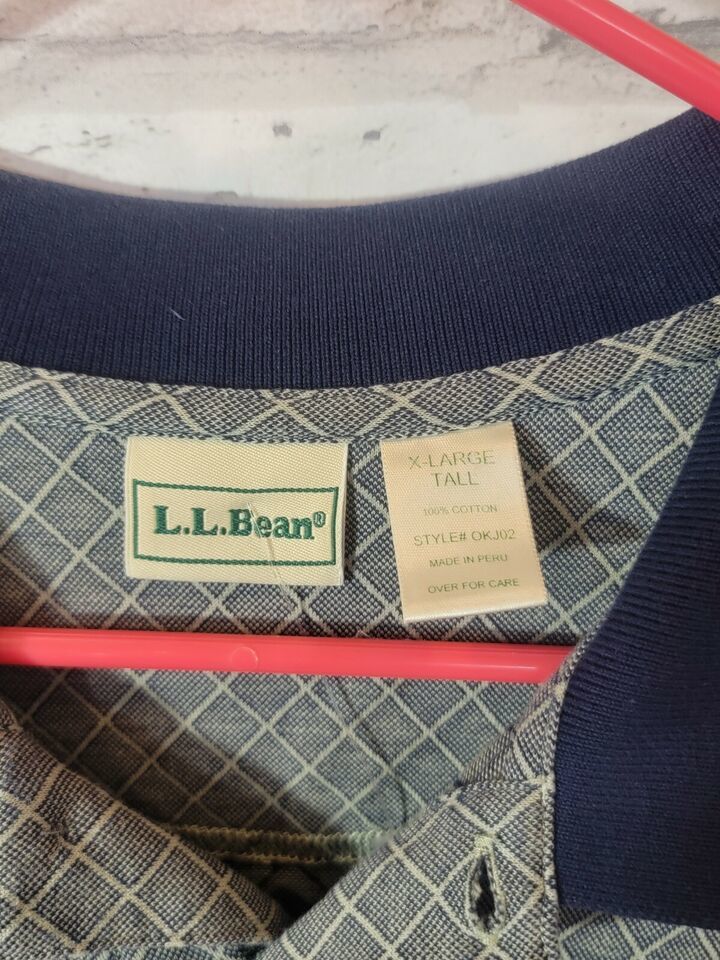 L.L.Bean®
X-LARGE
TALL
100% COTTON
STYLE# OKJ02
MADE IN PERU
OVER FOR CARE